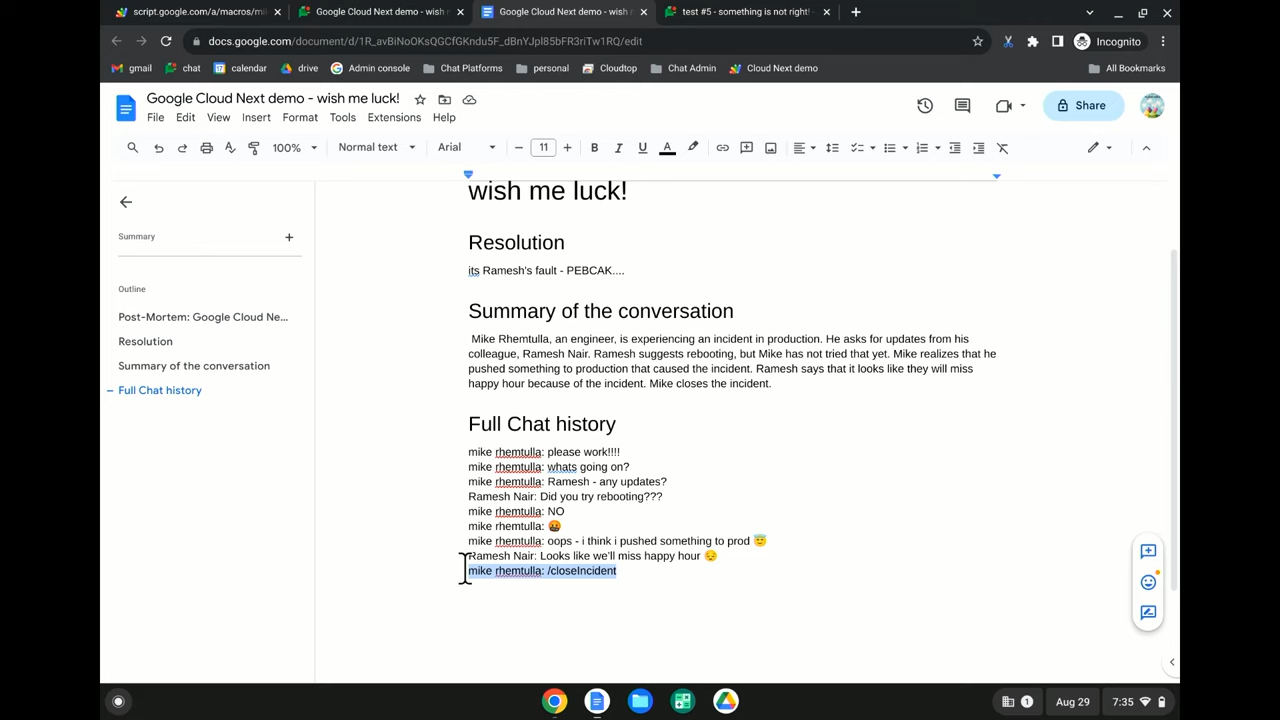 script.google.com/a/macros/mi
Google Cloud Next demo - wish m
Google Cloud Next demo - wish m
test #5 - something is not right! -
docs.google.com/document/d/1R_avBiNoOKsQGCfGKndu5F_dBnYJpl85bFR3riTw1RQ/edit
Incognito
gmail
chat
calendar
drive
Admin console
Chat Platforms
personal
Cloudtop
Chat Admin
Cloud Next demo
All Bookmarks
Google Cloud Next demo - wish me luck!
Share
File Edit View Insert Format Tools Extensions Help
100% Normal text Arial 11
wish me luck!
Summary
Outline
Post-Mortem: Google Cloud Ne...
Resolution
Summary of the conversation
Full Chat history
Resolution
its Ramesh's fault - PEBCAK....
Summary of the conversation
Mike Rhemtulla, an engineer, is experiencing an incident in production. He asks for updates from his
colleague, Ramesh Nair. Ramesh suggests rebooting, but Mike has not tried that yet. Mike realizes that he
pushed something to production that caused the incident. Ramesh says that it looks like they will miss
happy hour because of the incident. Mike closes the incident.
Full Chat history
mike rhemtulla: please work!!!!
mike rhemtulla: whats going on?
mike rhemtulla: Ramesh - any updates?
Ramesh Nair: Did you try rebooting???
mike rhemtulla: NO
mike rhemtulla: 🤬
mike rhemtulla: oops - i think i pushed something to prod 😇
Ramesh Nair: Looks like we'll miss happy hour 😔
mike rhemtulla: /closeIncident
1
Aug 29
7:35